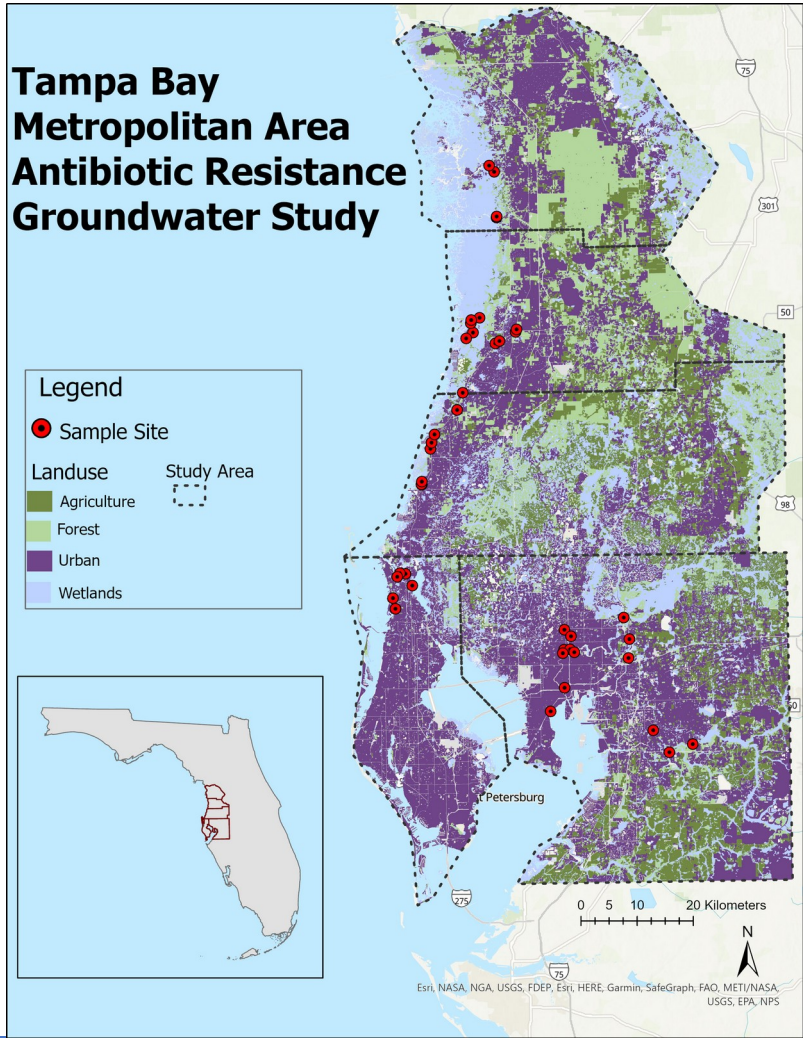 Tampa Bay
Metropolitan Area
Antibiotic Resistance
Groundwater Study
75
301
50
Legend
Sample Site
Landuse
Study Area
Agriculture
Forest
Urban
Wetlands
98
t Petersburg
275
0 5 10 20 Kilometers
N
75
Esri, NASA, NGA, USGS, FDEP, Esri, HERE, Garmin, SafeGraph, FAO, METI/NASA,
USGS, EPA, NPS